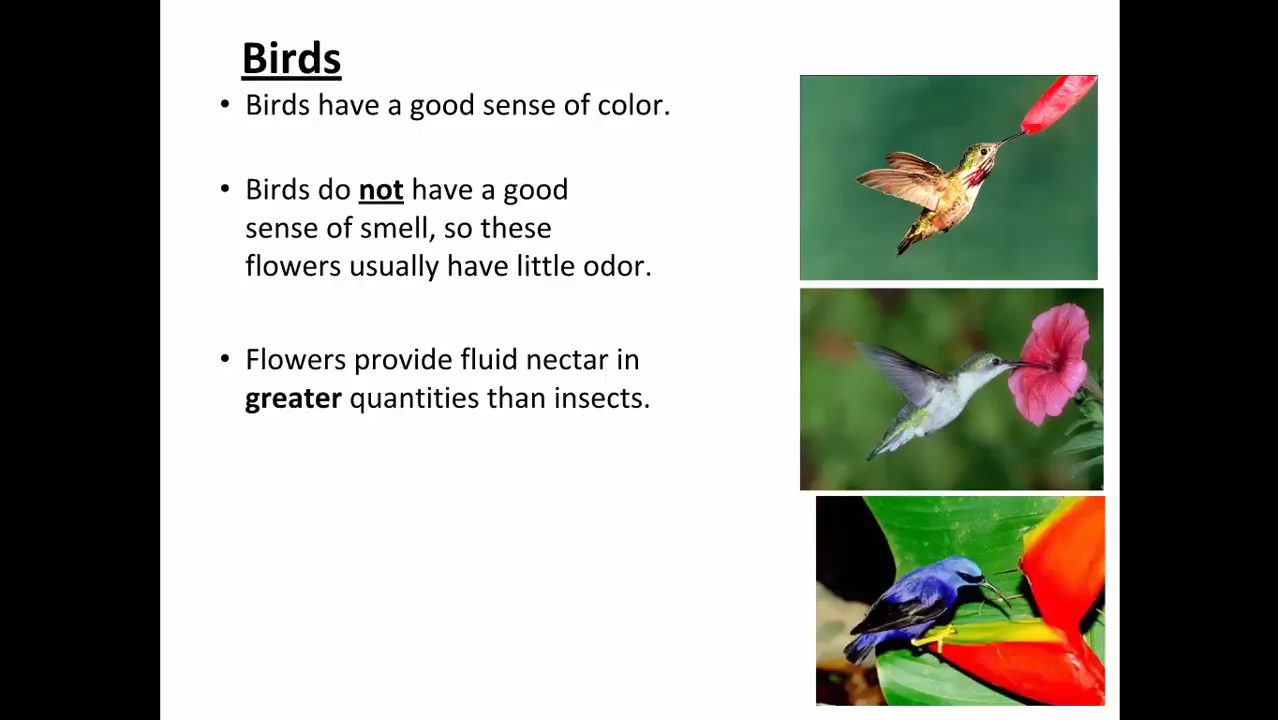 Birds
• Birds have a good sense of color.
• Birds do not have a good
sense of smell, so these
flowers usually have little odor.
• Flowers provide fluid nectar in
greater quantities than insects.